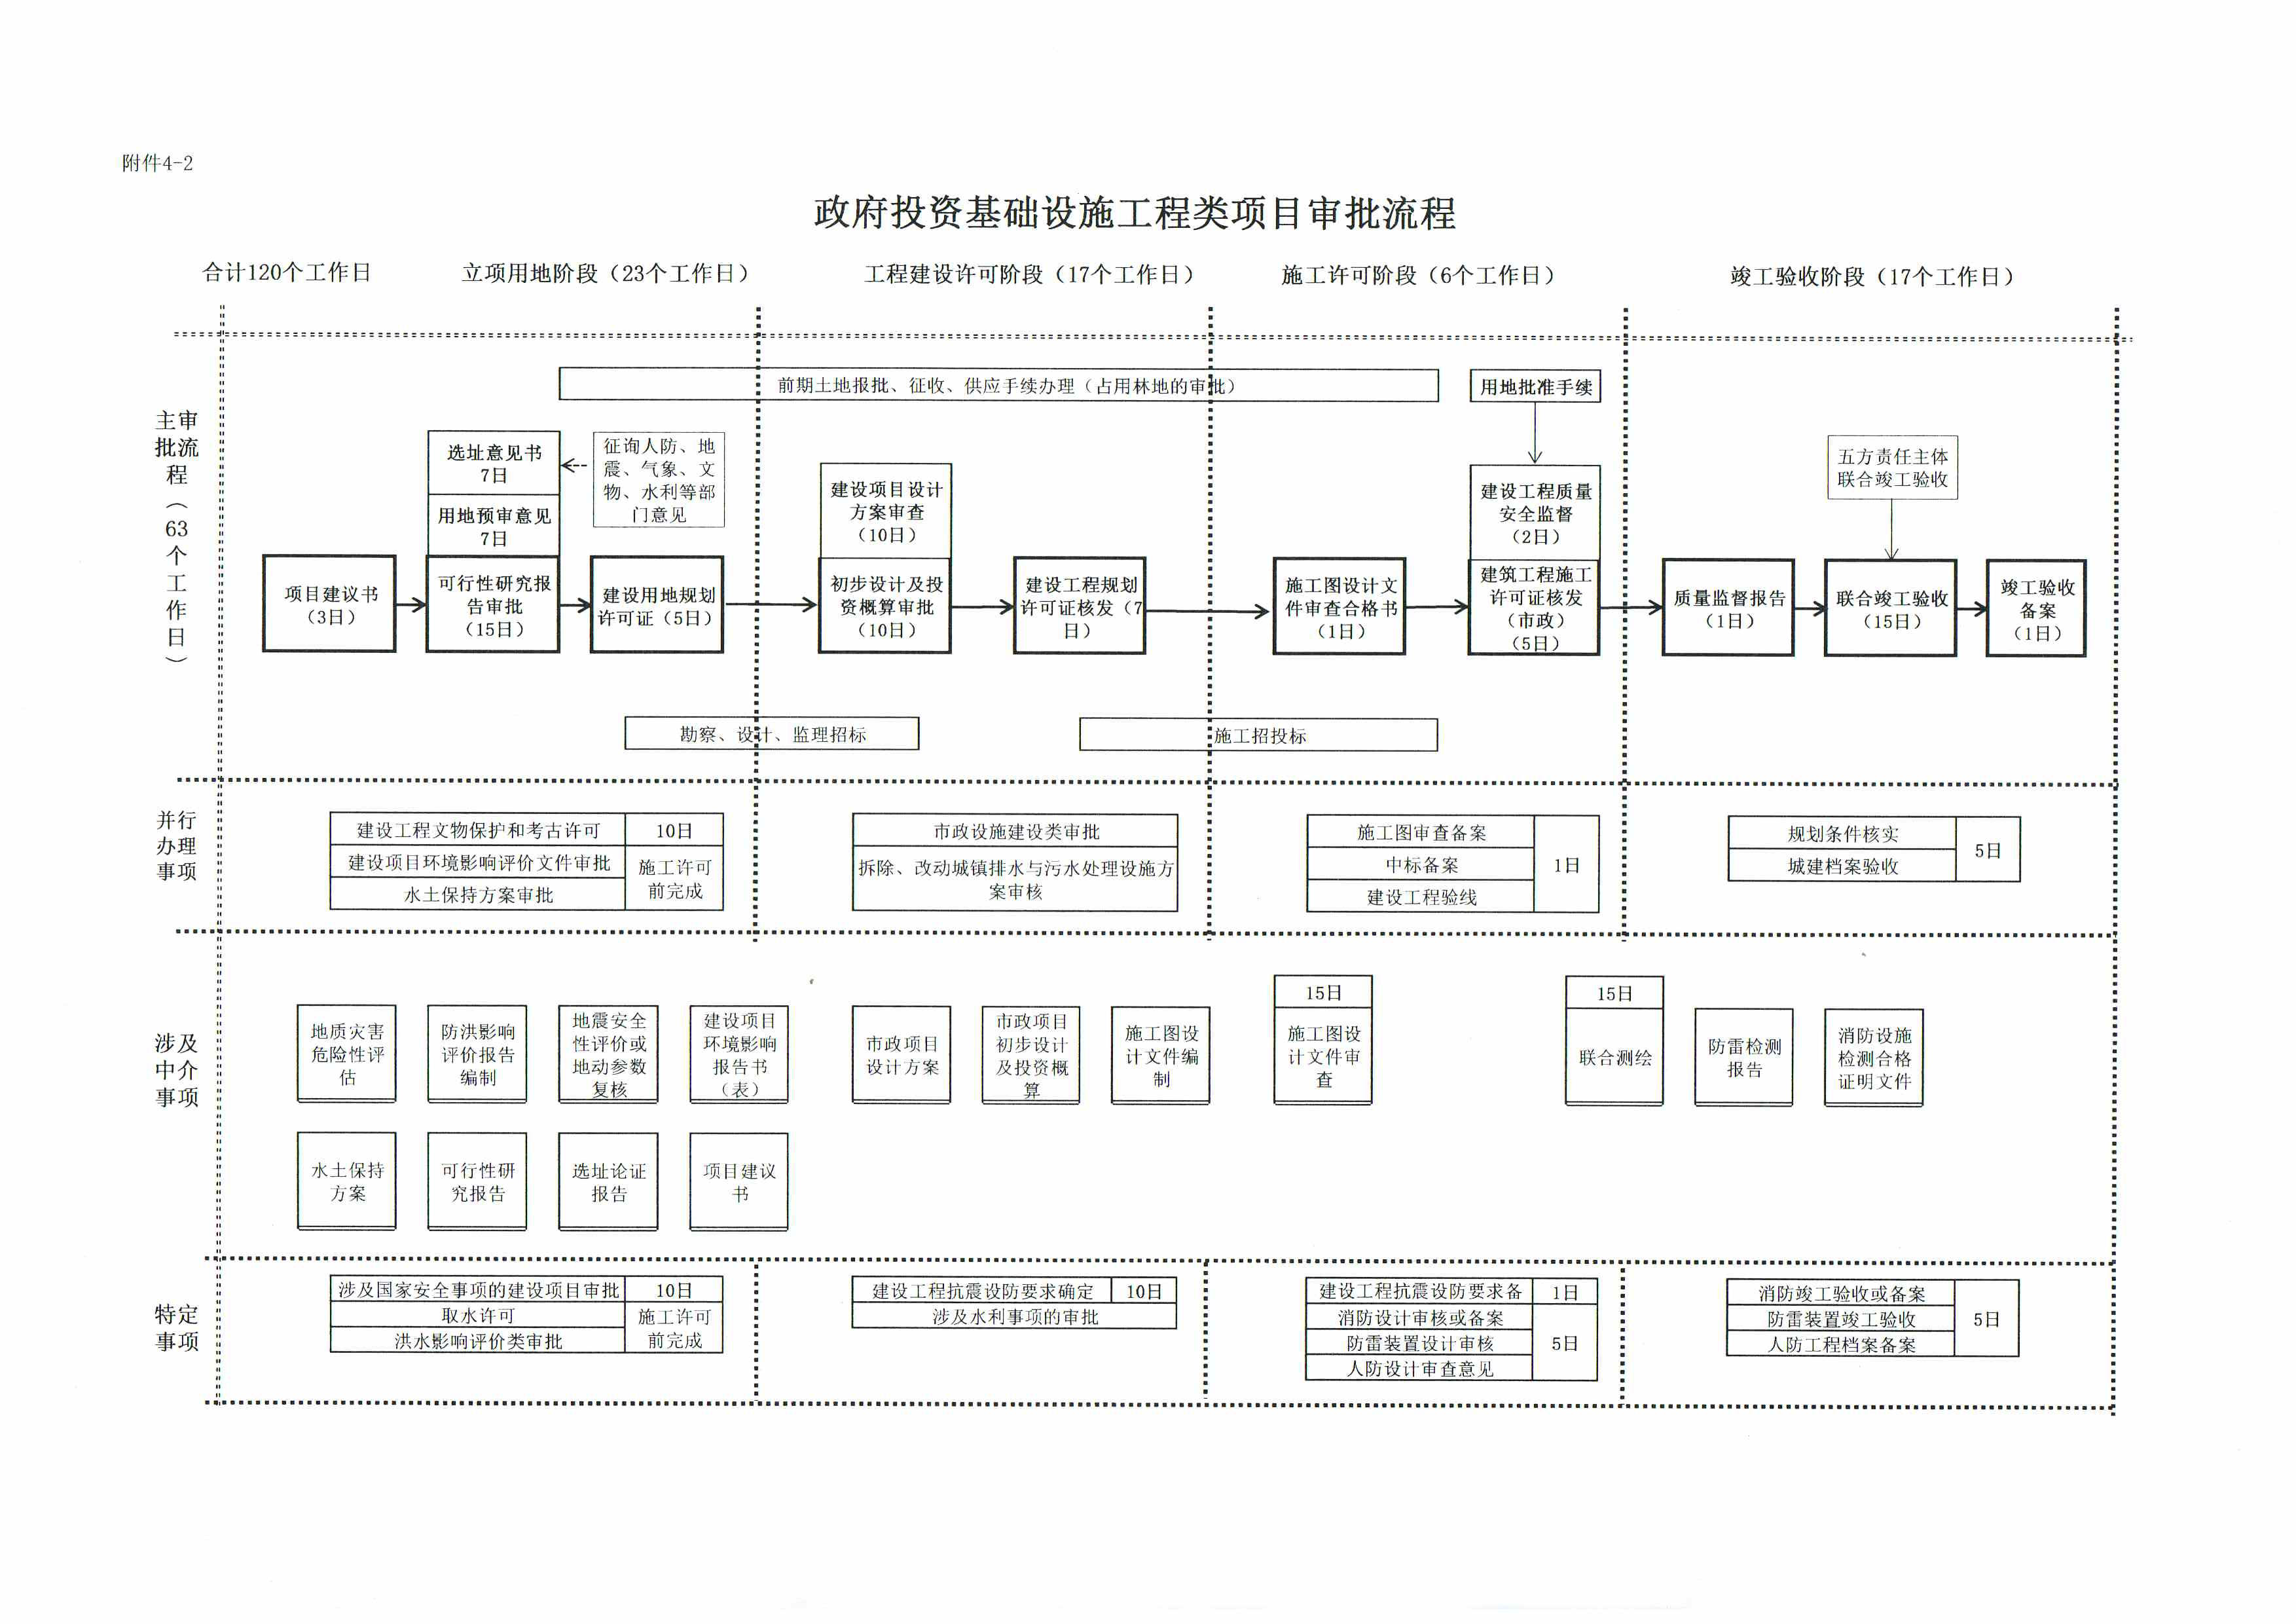 附件4-2
政府投资基础设施工程类项目审批流程
合计120个工作日
立项用地阶段（23个工作日）
工程建设许可阶段（17个工作日）
施工许可阶段（6个工作日）
竣工验收阶段（17个工作日）
主审
批流
程
（
63
个
工
作
日
）
前期土地报批、征收、供应手续办理（占用林地的审批）
用地批准手续
选址意见书
7日
用地预审意见
7日
征询人防、地
震、气象、文
物、水利等部
门意见
建设项目设计
方案审查
（10日）
建设工程质量
安全监督
（2日）
五方责任主体
联合竣工验收
项目建议书
（3日）
可行性研究报
告审批
（15日）
建设用地规划
许可证（5日）
初步设计及投
资概算审批
（10日）
建设工程规划
许可证核发（7
日）
施工图设计文
件审查合格书
（1日）
建筑工程施工
许可证核发
（市政）
（5日）
质量监督报告
（1日）
联合竣工验收
（15日）
竣工验收
备案
（1日）
勘察、设计、监理招标
施工招投标
并行
办理
事项
建设工程文物保护和考古许可
10日
建设项目环境影响评价文件审批
水土保持方案审批
施工许可
前完成
市政设施建设类审批
拆除、改动城镇排水与污水处理设施方
案审核
施工图审查备案
中标备案
建设工程验线
1日
规划条件核实
城建档案验收
5日
涉及
中介
事项
地质灾害
危险性评
估
防洪影响
评价报告
编制
地震安全
性评价或
地动参数
复核
建设项目
环境影响
报告书
（表）
市政项目
设计方案
市政项目
初步设计
及投资概
算
施工图设
计文件编
制
15日
施工图设
计文件审
查
15日
联合测绘
防雷检测
报告
消防设施
检测合格
证明文件
水土保持
方案
可行性研
究报告
选址论证
报告
项目建议
书
特定
事项
涉及国家安全事项的建设项目审批
10日
取水许可
洪水影响评价类审批
施工许可
前完成
建设工程抗震设防要求确定
10日
涉及水利事项的审批
建设工程抗震设防要求备
1日
消防设计审核或备案
防雷装置设计审核
人防设计审查意见
5日
消防竣工验收或备案
防雷装置竣工验收
人防工程档案备案
5日